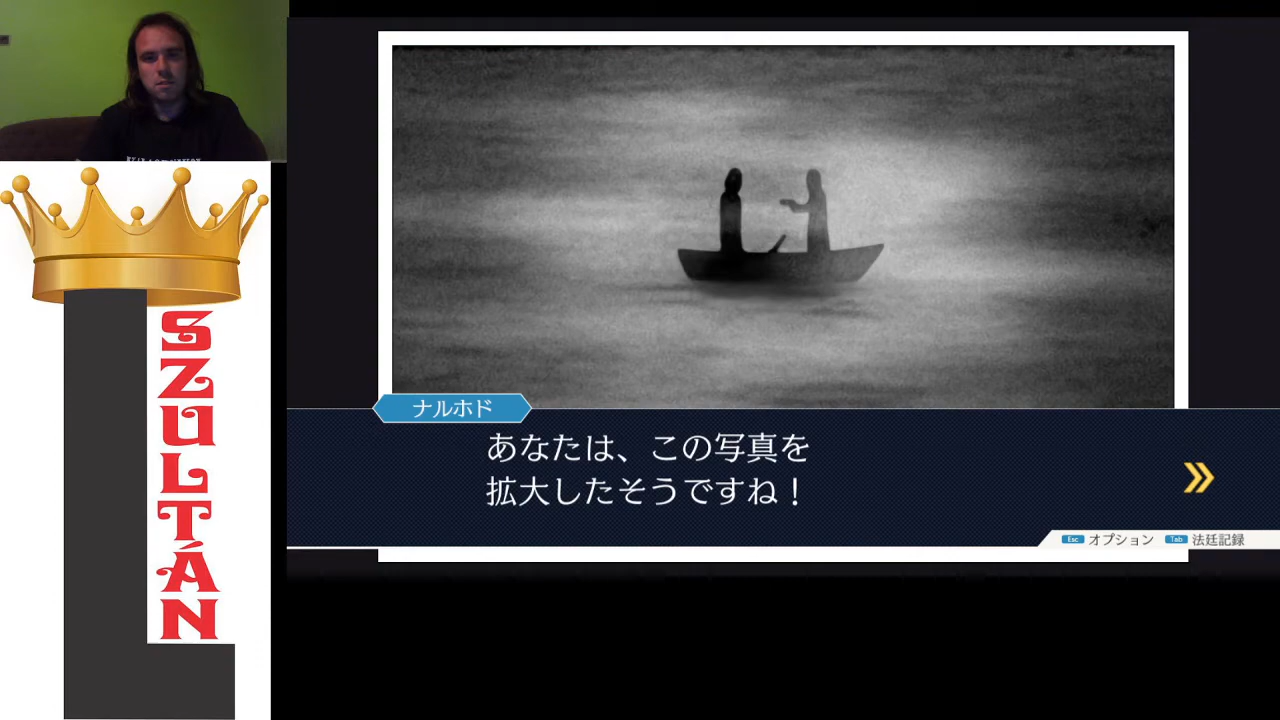 SZULTÁN
ナルホド
あなたは、この写真を
拡大したそうですね！
Esc オプション Tab 法廷記録